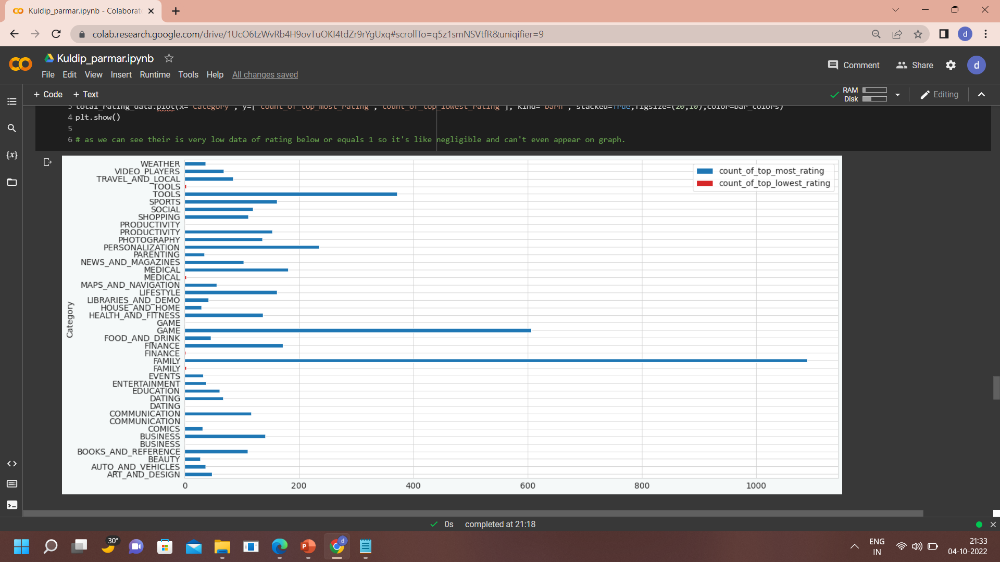 Kuldip_parmar.ipynb - Colaborat
colab.research.google.com/drive/1UcO6tzWvRb4H9ovTuOKI4tdZr9rYgUxq#scrollTo=q5z1smNSVtfR&uniqifier=9
d
Kuldip_parmar.ipynb
File Edit View Insert Runtime Tools Help All changes saved
Comment Share d
+ Code + Text
RAM
Disk
Editing
3 total_rating_data.plot(x='Category', y=['count_of_top_most_rating', 'count_of_top_lowest_rating'], kind='barh', stacked=True,figsize=(20,10),color=bar_colors)
4 plt.show()
5
6 # as we can see their is very low data of rating below or equals 1 so it's like negligible and can't even appear on graph.
{x}
count_of_top_most_rating
count_of_top_lowest_rating
Category
WEATHER
VIDEO_PLAYERS
TRAVEL_AND_LOCAL
TOOLS
TOOLS
SPORTS
SOCIAL
SHOPPING
PRODUCTIVITY
PRODUCTIVITY
PHOTOGRAPHY
PERSONALIZATION
PARENTING
NEWS_AND_MAGAZINES
MEDICAL
MEDICAL
MAPS_AND_NAVIGATION
LIFESTYLE
LIBRARIES_AND_DEMO
HOUSE_AND_HOME
HEALTH_AND_FITNESS
GAME
GAME
FOOD_AND_DRINK
FINANCE
FINANCE
FAMILY
FAMILY
EVENTS
ENTERTAINMENT
EDUCATION
DATING
DATING
COMMUNICATION
COMMUNICATION
COMICS
BUSINESS
BUSINESS
BOOKS_AND_REFERENCE
BEAUTY
AUTO_AND_VEHICLES
ART_AND_DESIGN
0 200 400 600 800 1000
0s completed at 21:18
30°
P
d
ENG
IN
21:33
04-10-2022